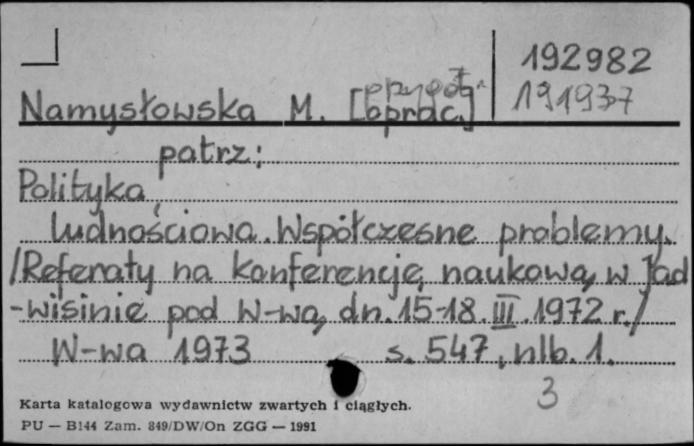 192982
191937
przygot.
Namysłowska M. [oprac.]
patrz:
Polityka
ludnościowa. Współczesne problemy.
/Referaty na konferencję naukową, w Jad
-wisinie pod W-wą, dn. 15-18.III.1972 r./
W-wa 1973 s. 547, nlb. 1.
3
Karta katalogowa wydawnictw zwartych i ciągłych.
PU — B144 Zam. 849/DW/On ZGG — 1991